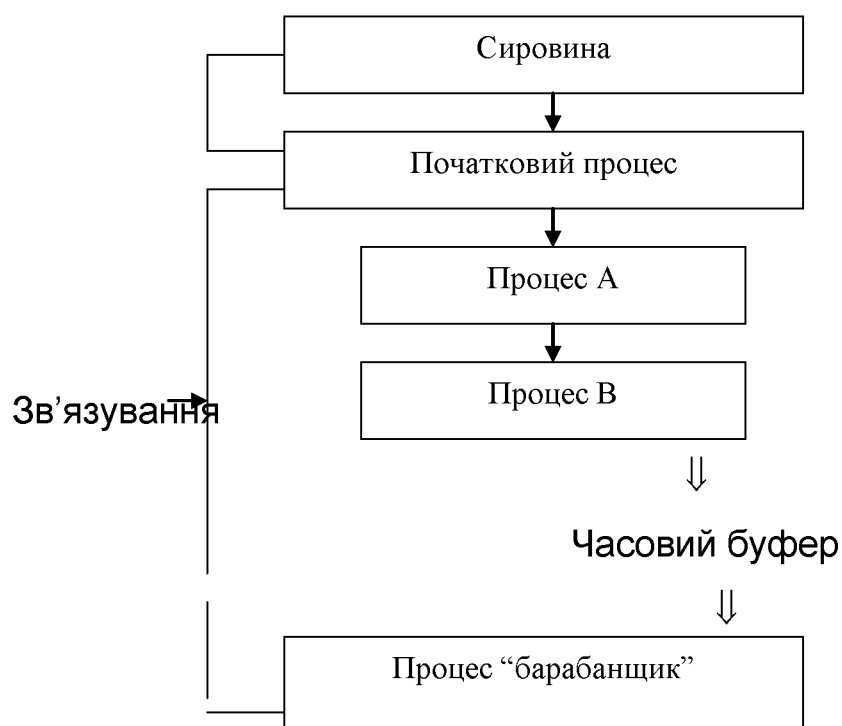 Сировина
Початковий процес
Процес А
Процес В
Зв’язування
Часовий буфер
Процес “барабанщик”